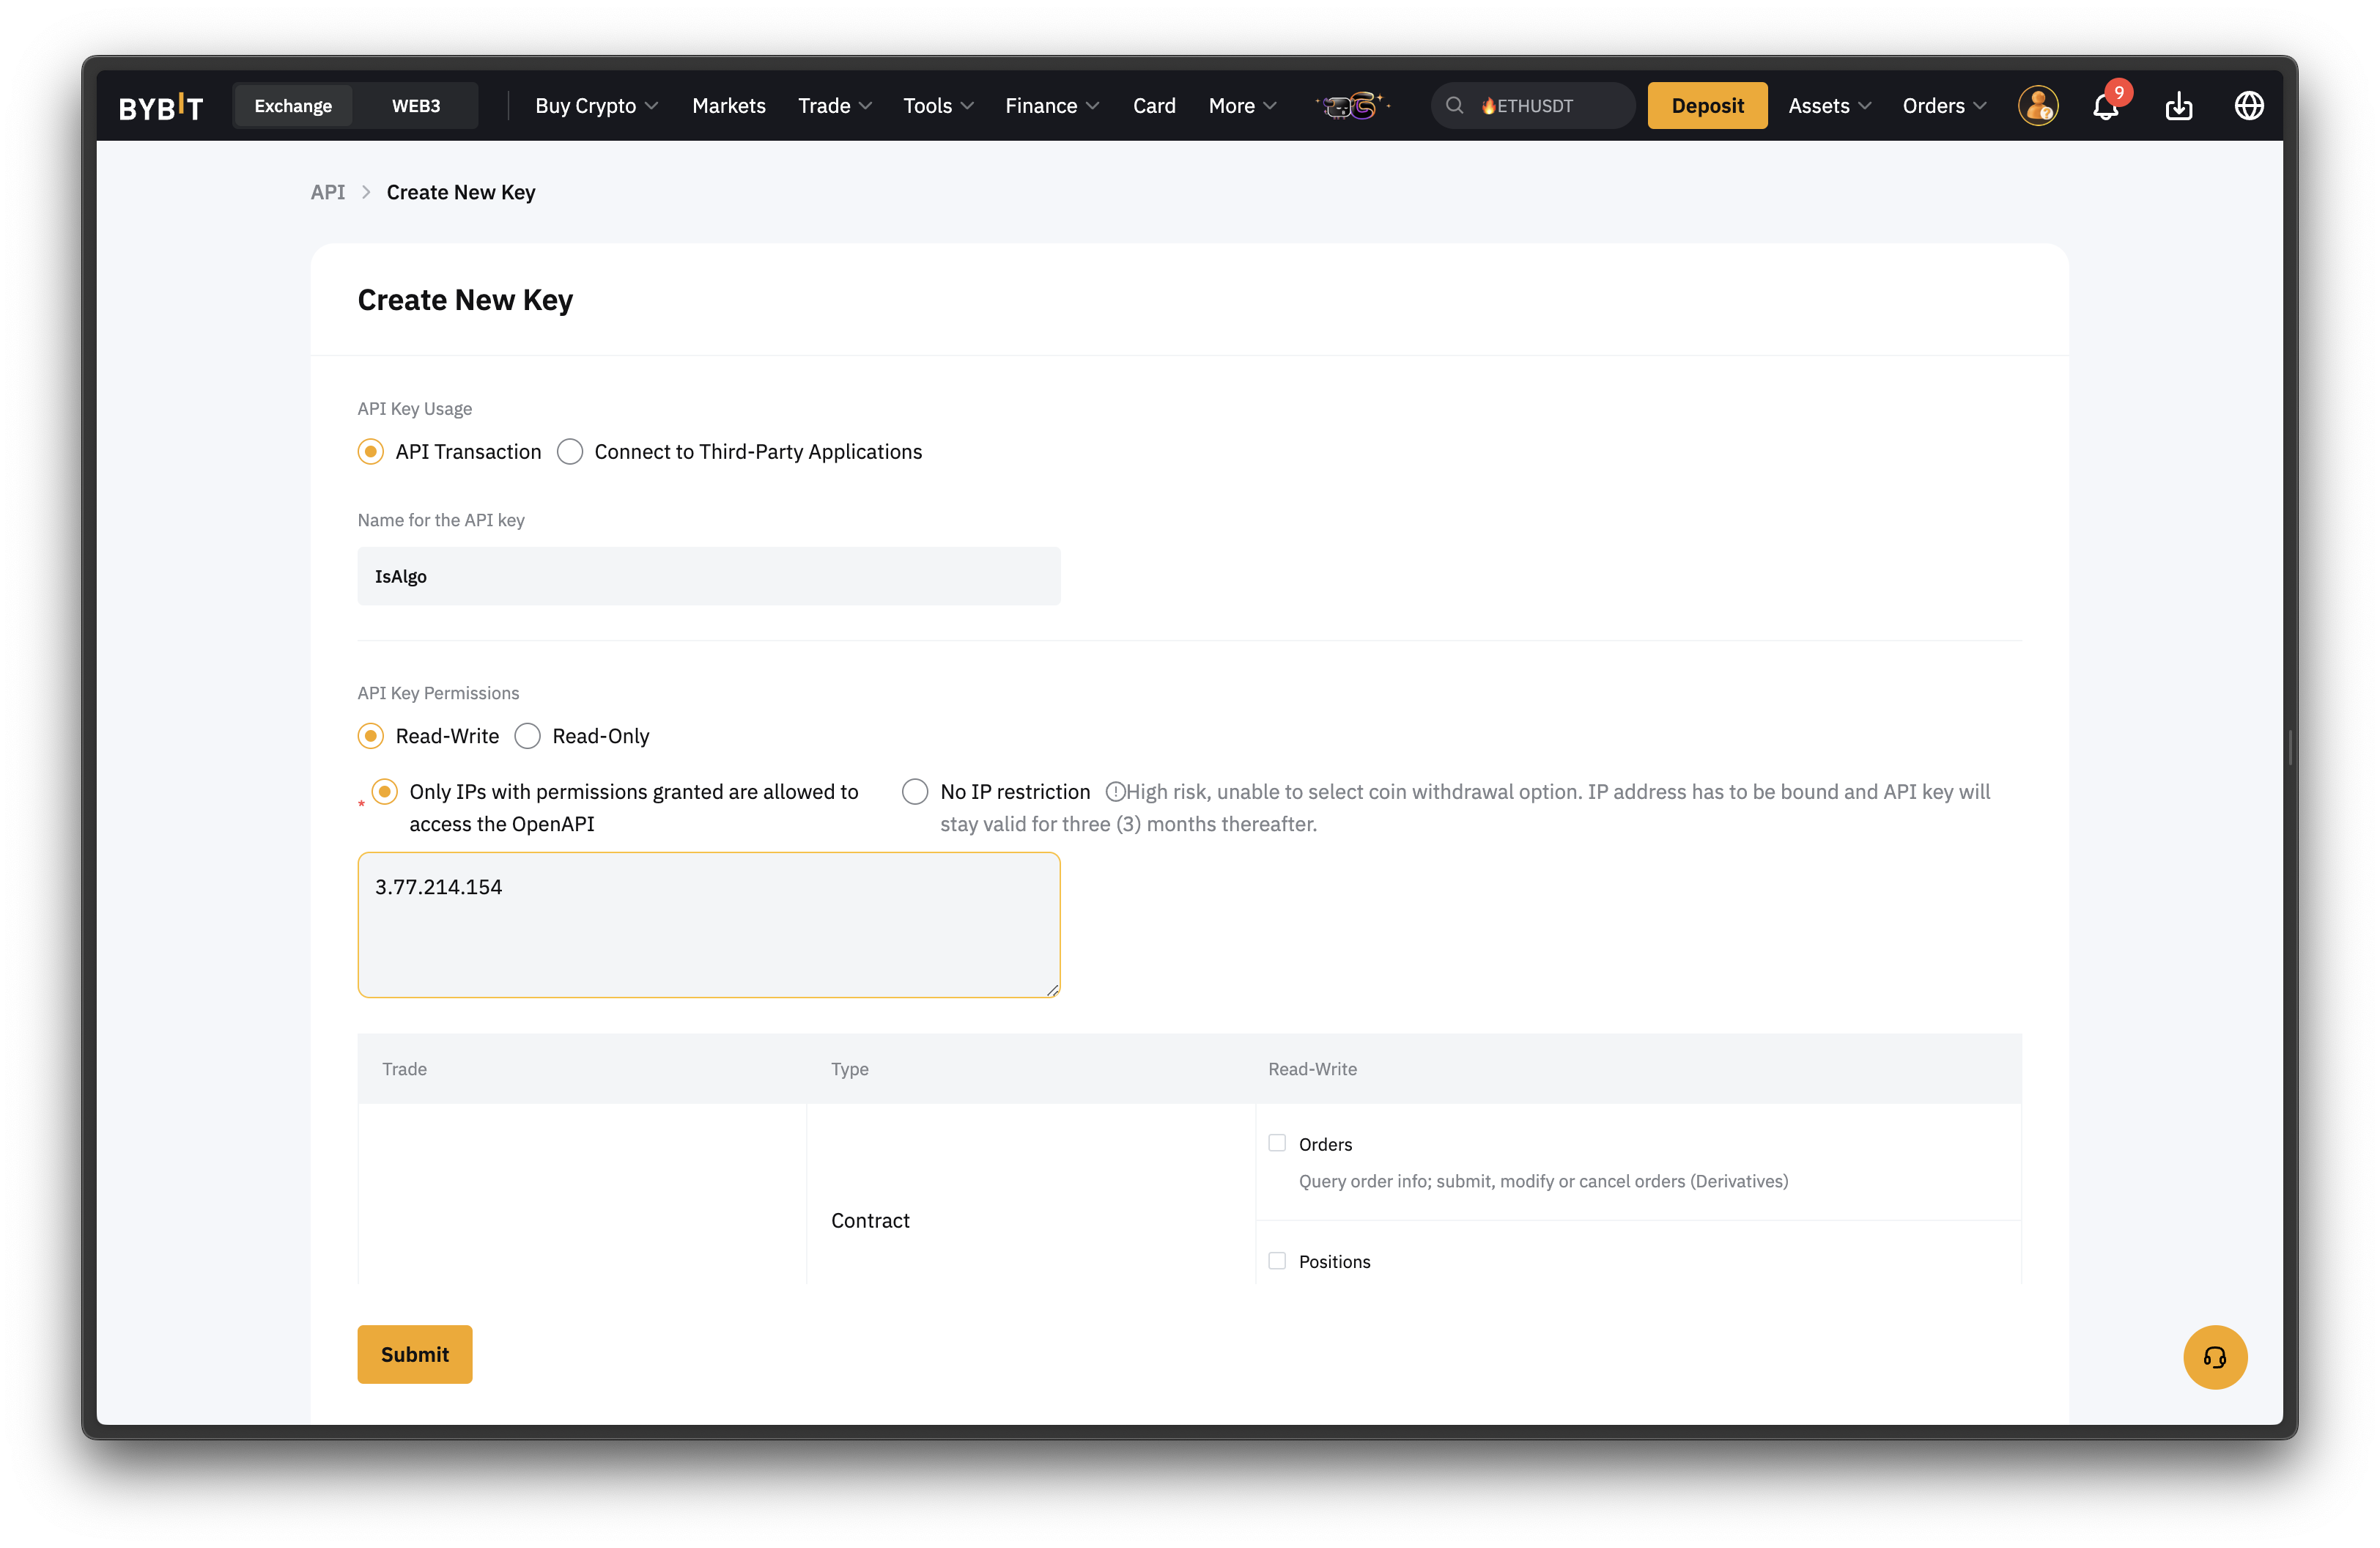 BYBIT Exchange WEB3 Buy Crypto Markets Trade Tools Finance Card More ETHUSDT Deposit Assets Orders 9
API > Create New Key
Create New Key
API Key Usage
API Transaction Connect to Third-Party Applications
Name for the API key
IsAlgo
API Key Permissions
Read-Write Read-Only
* Only IPs with permissions granted are allowed to
access the OpenAPI
No IP restriction High risk, unable to select coin withdrawal option. IP address has to be bound and API key will
stay valid for three (3) months thereafter.
3.77.214.154
Trade Type Read-Write
Orders
Query order info; submit, modify or cancel orders (Derivatives)
Contract
Positions
Submit